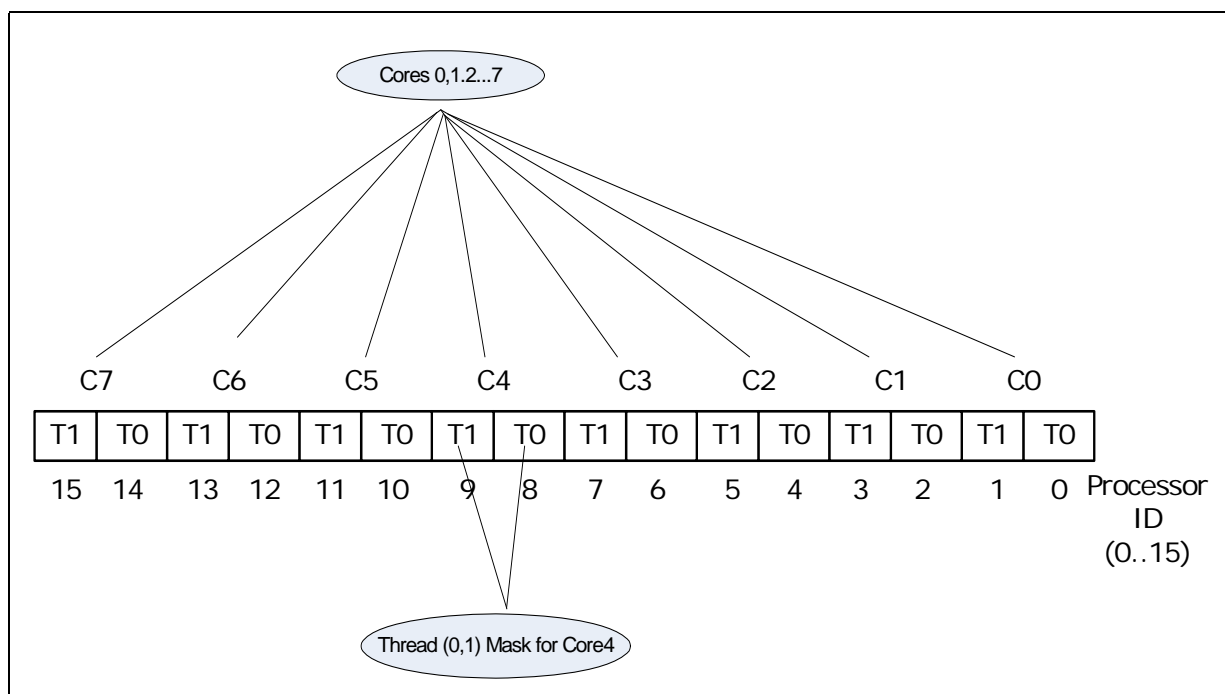 Cores 0,1.2...7
C7 C6 C5 C4 C3 C2 C1 C0
T1 T0 T1 T0 T1 T0 T1 T0 T1 T0 T1 T0 T1 T0 T1 T0
15 14 13 12 11 10 9 8 7 6 5 4 3 2 1 0 Processor
ID
(0..15)
Thread (0,1) Mask for Core4